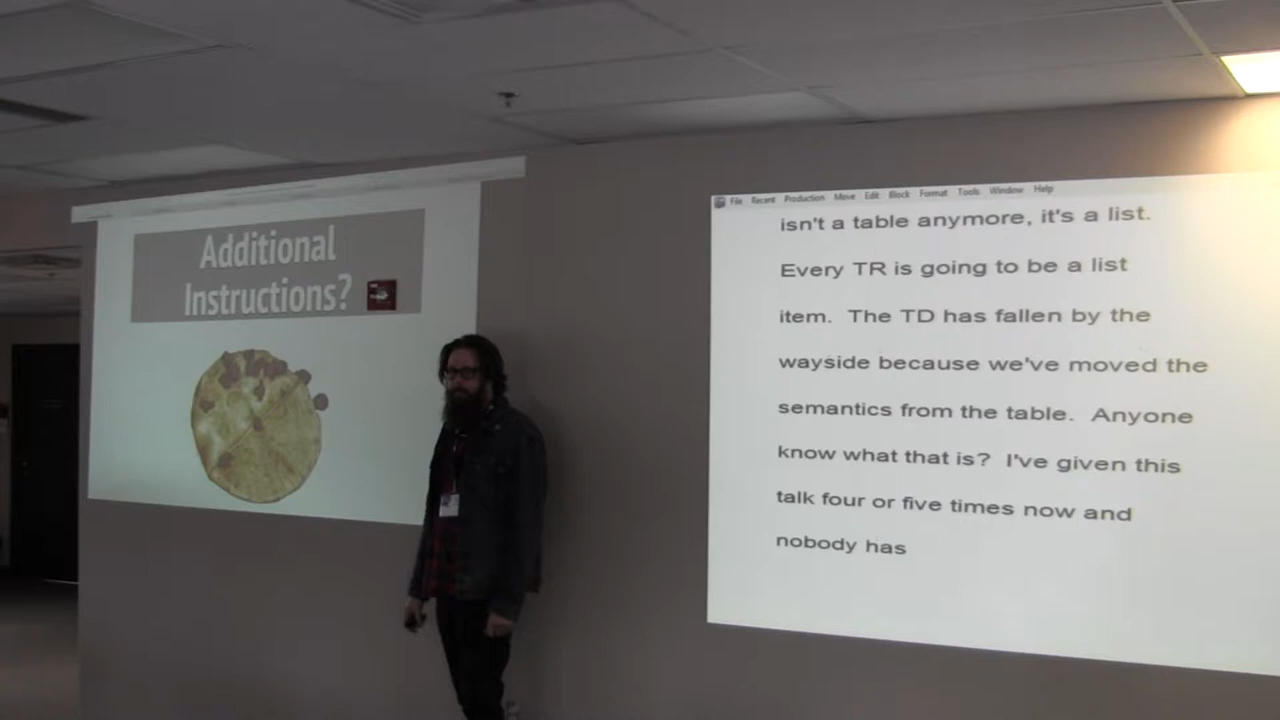 Additional
Instructions?
File Recent Production Move Edit Block Format Tools Window Help
isn't a table anymore, it's a list.
Every TR is going to be a list
item. The TD has fallen by the
wayside because we've moved the
semantics from the table. Anyone
know what that is? I've given this
talk four or five times now and
nobody has